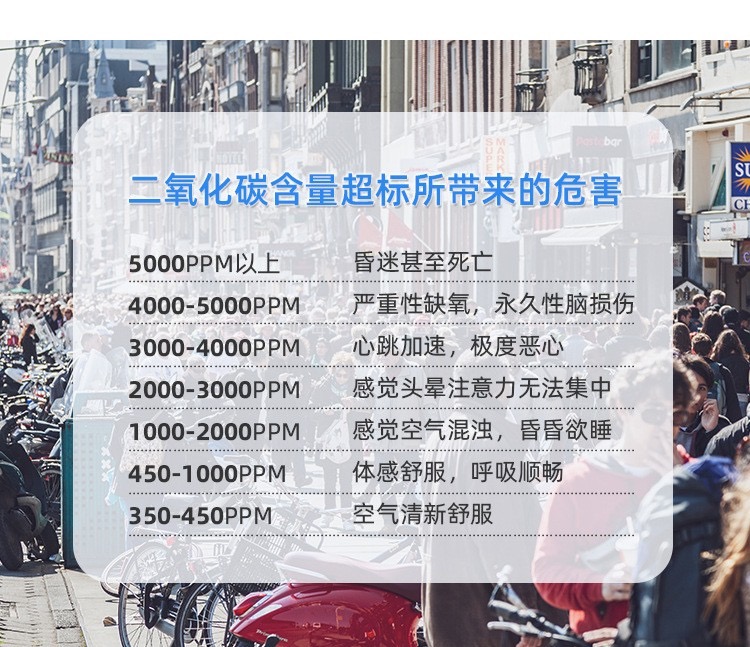 二氧化碳含量超标所带来的危害
5000PPM以上 昏迷甚至死亡
4000-5000PPM 严重性缺氧，永久性脑损伤
3000-4000PPM 心跳加速，极度恶心
2000-3000PPM 感觉头晕注意力无法集中
1000-2000PPM 感觉空气混浊，昏昏欲睡
450-1000PPM 体感舒服，呼吸顺畅
350-450PPM 空气清新舒服
SU